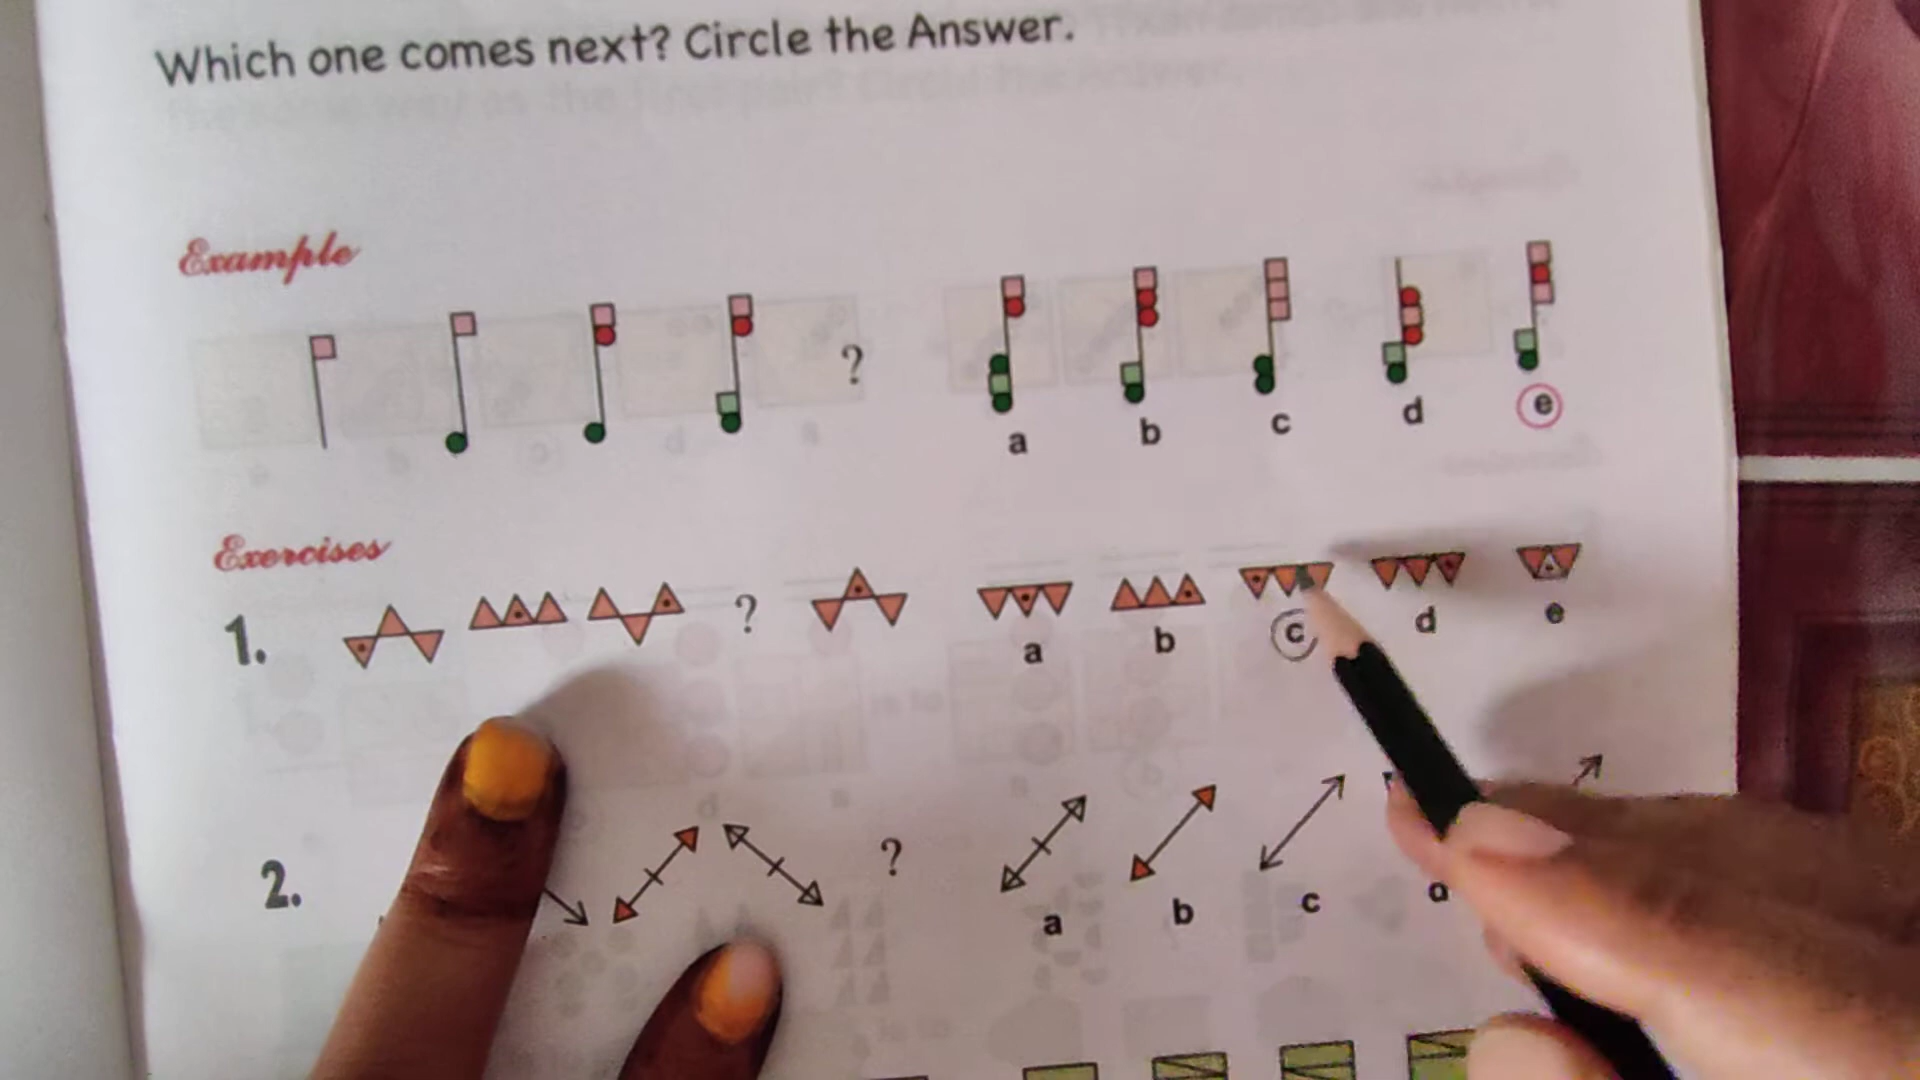 Which one comes next? Circle the Answer.
Example
?
a b c d e
Exercises
1. ? a b c d e
2. ? a b c d